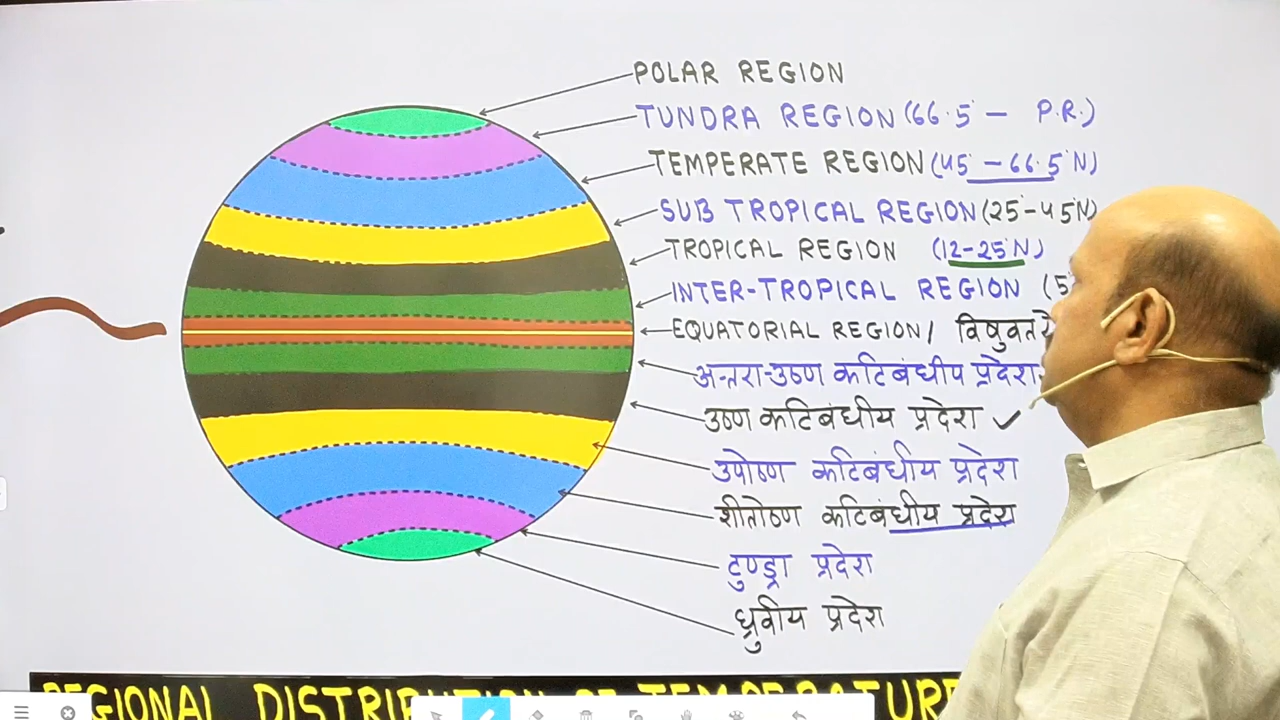 POLAR REGION
TUNDRA REGION (66.5° — P.R.)
TEMPERATE REGION (45° – 66.5°N)
SUB TROPICAL REGION (25° – 45°N)
TROPICAL REGION (12 – 25°N)
INTER-TROPICAL REGION (5°
EQUATORIAL REGION / विषुवतरे
अन्तरा-उष्ण कटिबंधीय प्रदेश
उष्ण कटिबंधीय प्रदेश ✓
उपोष्ण कटिबंधीय प्रदेश
शीतोष्ण कटिबंधीय प्रदेश
टुण्ड्रा प्रदेश
ध्रुवीय प्रदेश
REGIONAL DISTRIBUTION OF TEMPERATURE